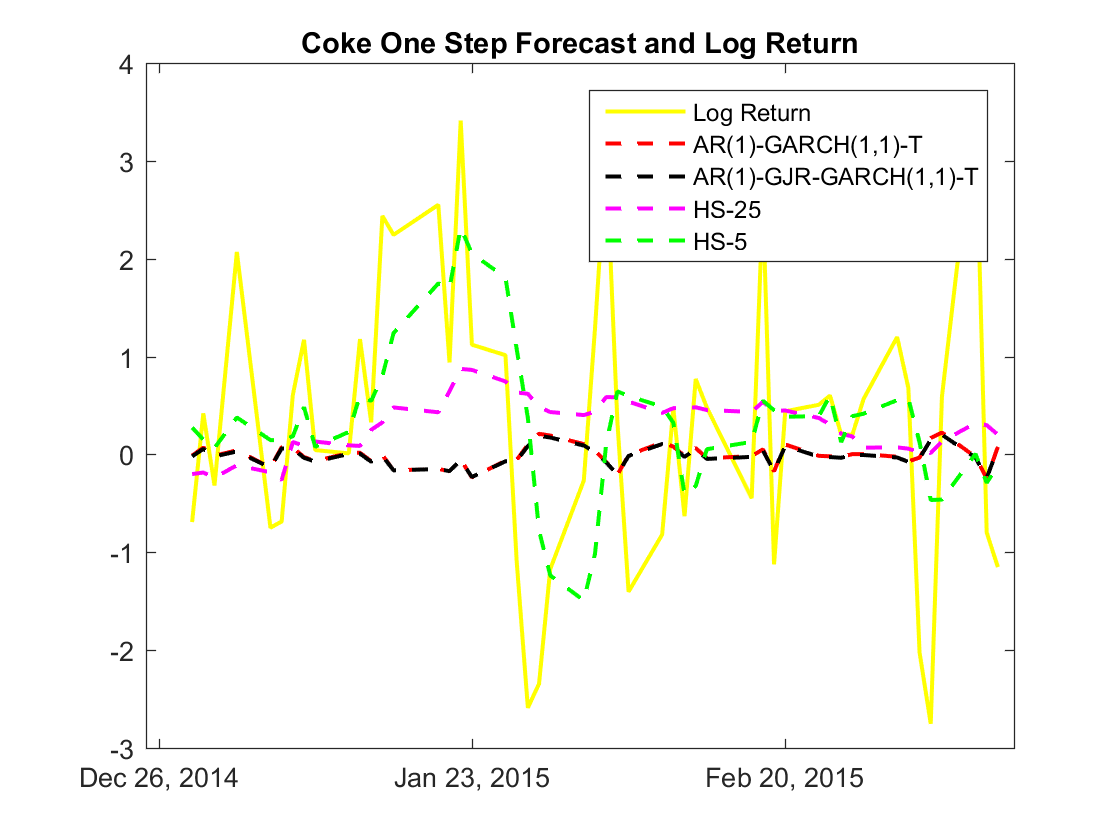 Coke One Step Forecast and Log Return
4
3
2
1
0
-1
-2
-3
Log Return
AR(1)-GARCH(1,1)-T
AR(1)-GJR-GARCH(1,1)-T
HS-25
HS-5
Dec 26, 2014
Jan 23, 2015
Feb 20, 2015